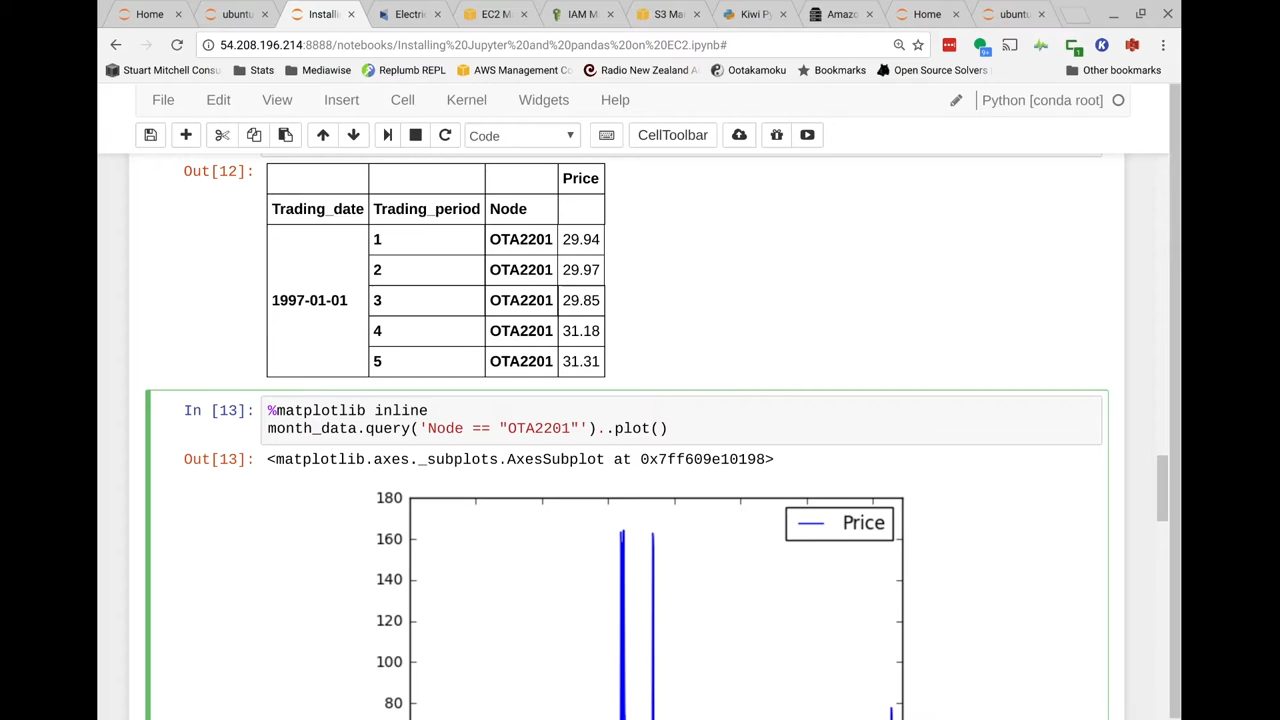 Home
ubuntu
Installi
Electric
EC2 M
IAM M
S3 Ma
Kiwi Py
Amazo
Home
ubuntu
54.208.196.214:8888/notebooks/Installing%20Jupyter%20and%20pandas%20on%20EC2.ipynb#
9+
1
K
Stuart Mitchell Consu
Stats
Mediawise
Replumb REPL
AWS Management Co
Radio New Zealand A
Ootakamoku
Bookmarks
Open Source Solvers
Other bookmarks
File Edit View Insert Cell Kernel Widgets Help
Python [conda root]
Code
CellToolbar
Out[12]:
Price
Trading_date Trading_period Node
1 OTA2201 29.94
2 OTA2201 29.97
1997-01-01 3 OTA2201 29.85
4 OTA2201 31.18
5 OTA2201 31.31
In [13]: %matplotlib inline
month_data.query('Node == "OTA2201"')..plot()
Out[13]: <matplotlib.axes._subplots.AxesSubplot at 0x7ff609e10198>
180
Price
160
140
120
100
80